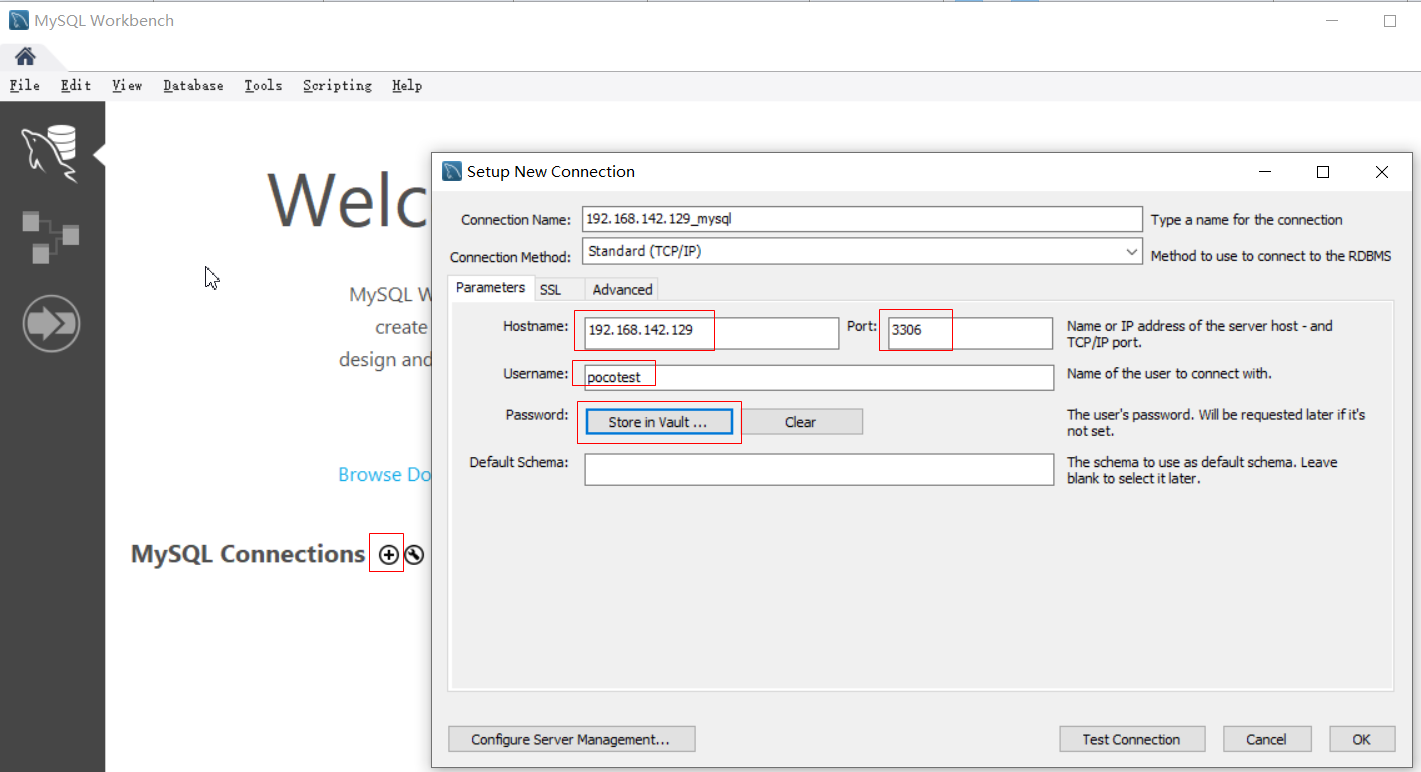 MySQL Workbench
File Edit View Database Tools Scripting Help
Welc
MySQL W
create
design and
Browse Do
MySQL Connections
Setup New Connection
Connection Name: 192.168.142.129_mysql Type a name for the connection
Connection Method: Standard (TCP/IP) Method to use to connect to the RDBMS
Parameters SSL Advanced
Hostname: 192.168.142.129 Port: 3306 Name or IP address of the server host - and
TCP/IP port.
Username: pocotest Name of the user to connect with.
Password: Store in Vault ... Clear The user's password. Will be requested later if it's
not set.
Default Schema: The schema to use as default schema. Leave
blank to select it later.
Configure Server Management... Test Connection Cancel OK